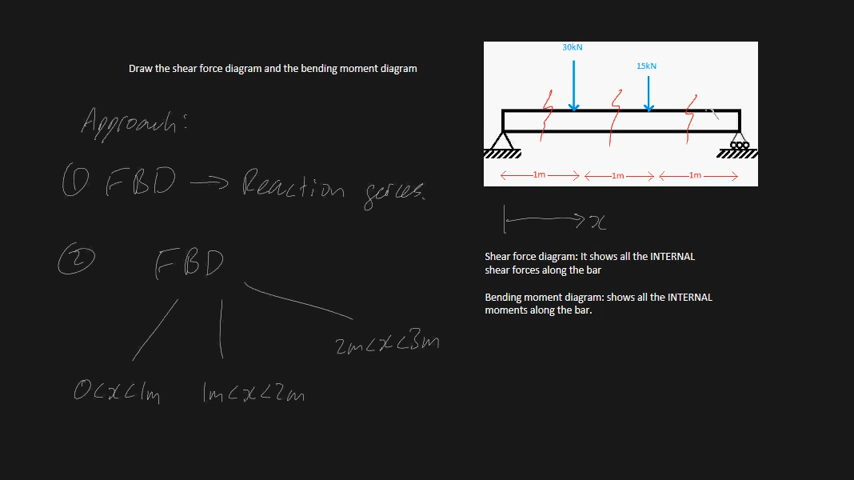 Draw the shear force diagram and the bending moment diagram
Approach:
① FBD → Reaction forces.
② FBD
0<x<1m
1m<x<2m
2m<x<3m
30kN
15kN
1m
1m
1m
x
Shear force diagram: It shows all the INTERNAL
shear forces along the bar
Bending moment diagram: shows all the INTERNAL
moments along the bar.